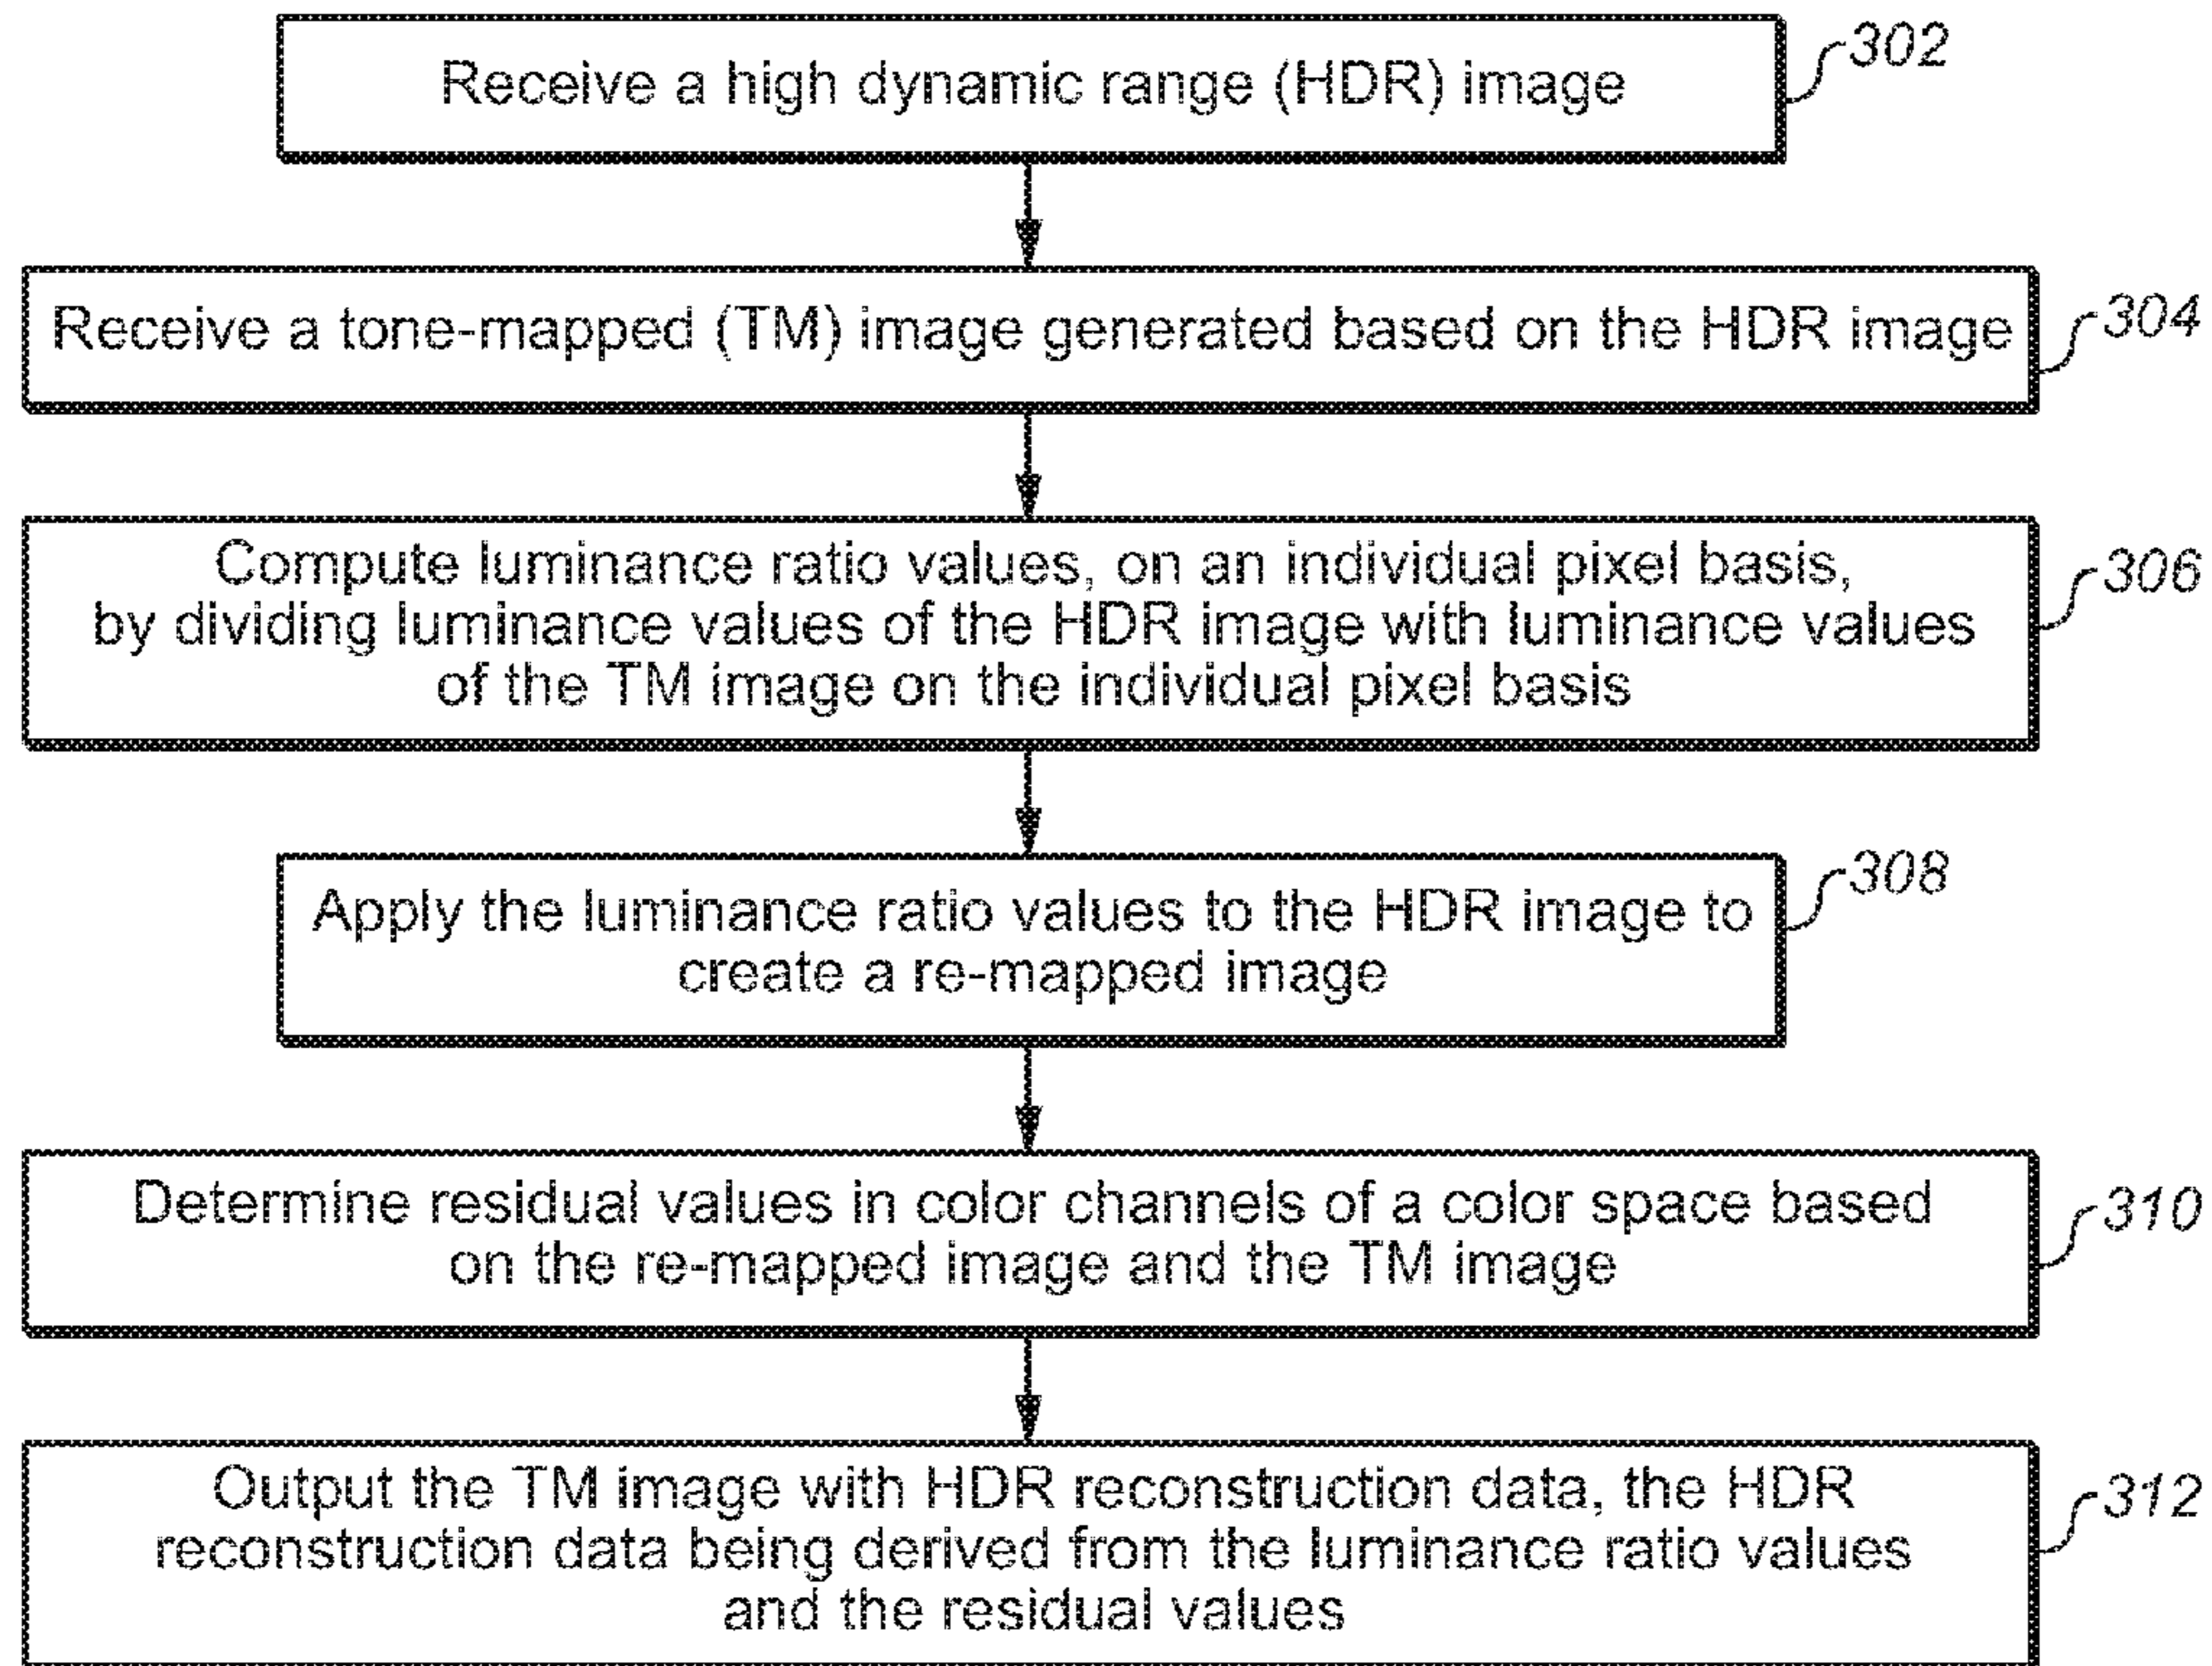 Receive a high dynamic range (HDR) image
302
Receive a tone-mapped (TM) image generated based on the HDR image
304
Compute luminance ratio values, on an individual pixel basis,
by dividing luminance values of the HDR image with luminance values
of the TM image on the individual pixel basis
306
Apply the luminance ratio values to the HDR image to
create a re-mapped image
308
Determine residual values in color channels of a color space based
on the re-mapped image and the TM image
310
Output the TM image with HDR reconstruction data, the HDR
reconstruction data being derived from the luminance ratio values
and the residual values
312